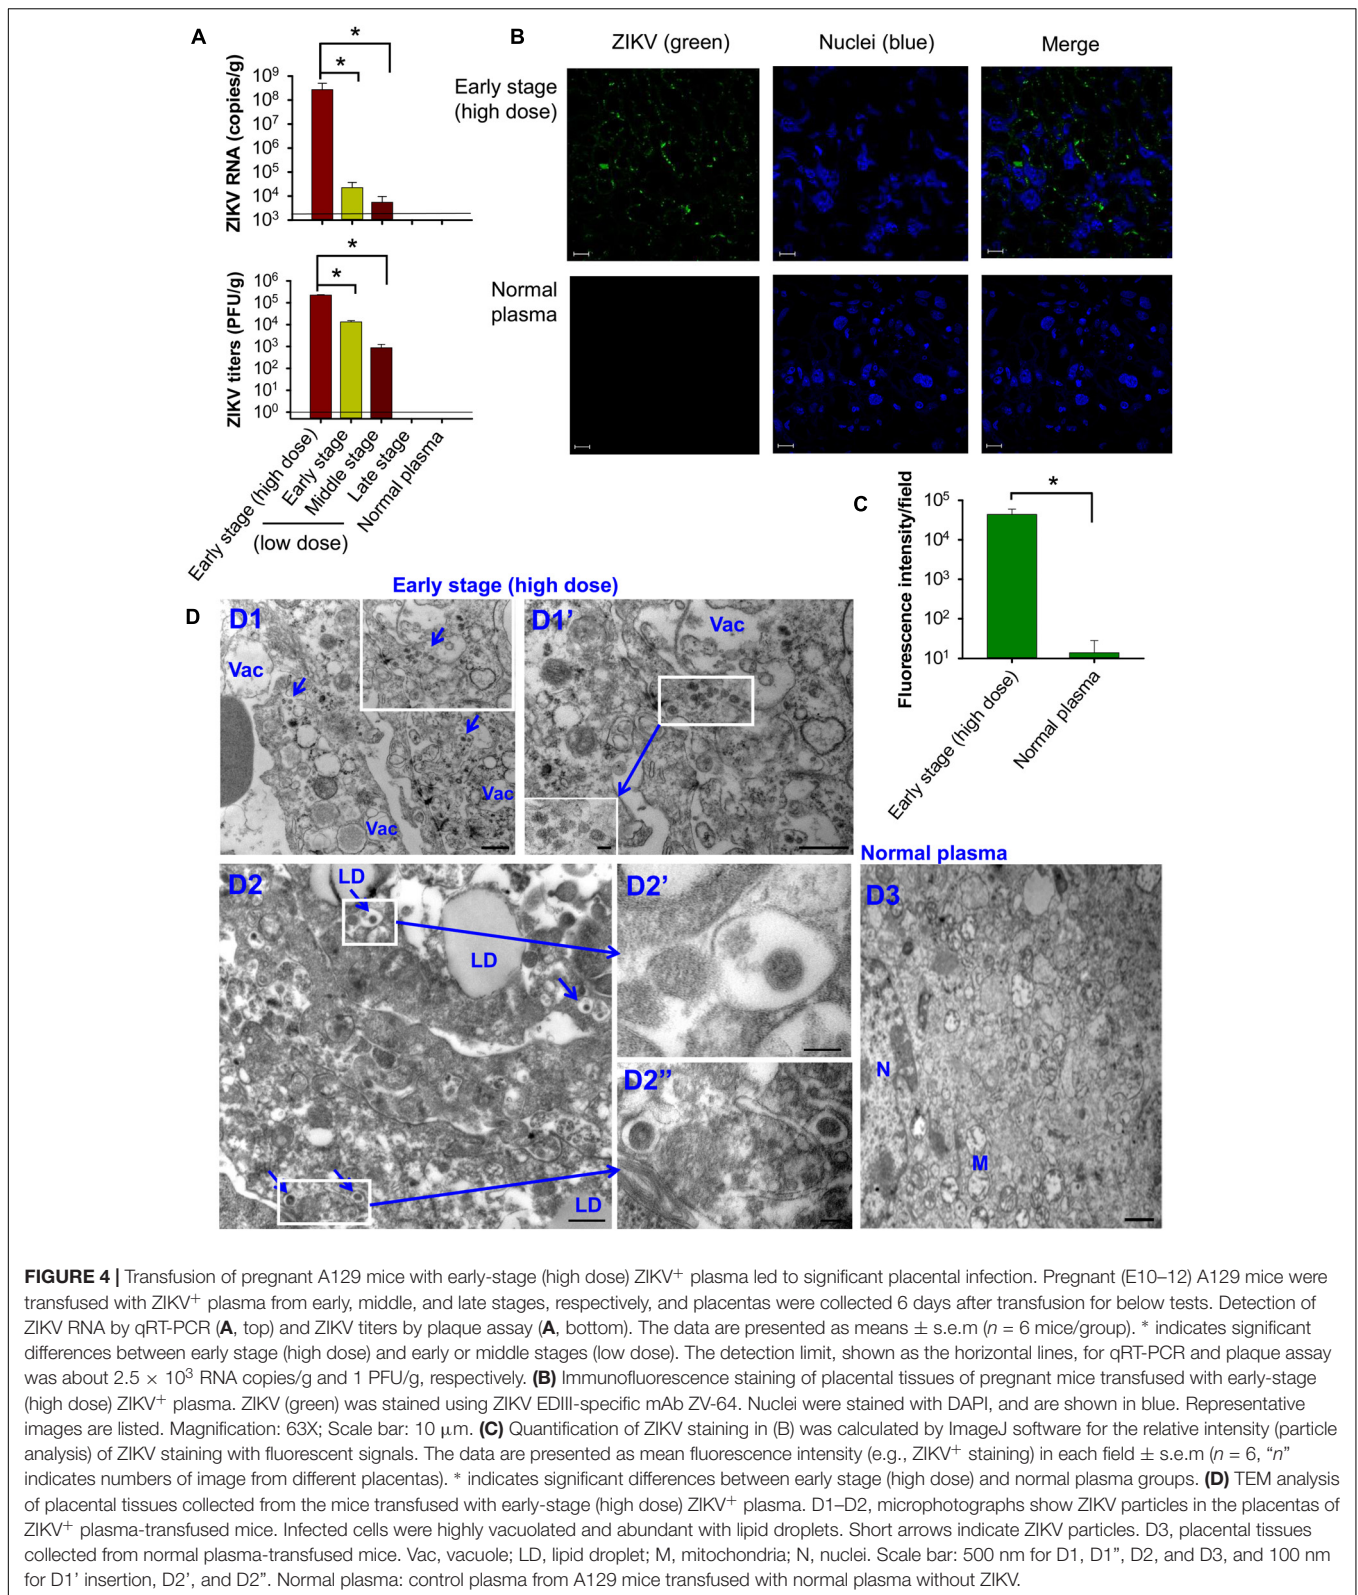 A
*
*
ZIKV RNA (copies/g)
10⁹
10⁸
10⁷
10⁶
10⁵
10⁴
10³
*
*
ZIKV titers (PFU/g)
10⁶
10⁵
10⁴
10³
10²
10¹
10⁰
Early stage (high dose)
Early stage
Middle stage
Late stage
Normal plasma
(low dose)
B
ZIKV (green)
Nuclei (blue)
Merge
Early stage
(high dose)
Normal
plasma
C
*
Fluorescence intensity/field
10⁵
10⁴
10³
10²
10¹
Early stage (high dose)
Normal plasma
D
Early stage (high dose)
D1
Vac
Vac
Vac
D1’
Vac
D2
LD
LD
LD
D2’
D2”
Normal plasma
D3
N
M
FIGURE 4 | Transfusion of pregnant A129 mice with early-stage (high dose) ZIKV⁺ plasma led to significant placental infection. Pregnant (E10–12) A129 mice were
transfused with ZIKV⁺ plasma from early, middle, and late stages, respectively, and placentas were collected 6 days after transfusion for below tests. Detection of
ZIKV RNA by qRT-PCR (A, top) and ZIKV titers by plaque assay (A, bottom). The data are presented as means ± s.e.m (n = 6 mice/group). * indicates significant
differences between early stage (high dose) and early or middle stages (low dose). The detection limit, shown as the horizontal lines, for qRT-PCR and plaque assay
was about 2.5 × 10³ RNA copies/g and 1 PFU/g, respectively. (B) Immunofluorescence staining of placental tissues of pregnant mice transfused with early-stage
(high dose) ZIKV⁺ plasma. ZIKV (green) was stained using ZIKV EDIII-specific mAb ZV-64. Nuclei were stained with DAPI, and are shown in blue. Representative
images are listed. Magnification: 63X; Scale bar: 10 μm. (C) Quantification of ZIKV staining in (B) was calculated by ImageJ software for the relative intensity (particle
analysis) of ZIKV staining with fluorescent signals. The data are presented as mean fluorescence intensity (e.g., ZIKV⁺ staining) in each field ± s.e.m (n = 6, “n”
indicates numbers of image from different placentas). * indicates significant differences between early stage (high dose) and normal plasma groups. (D) TEM analysis
of placental tissues collected from the mice transfused with early-stage (high dose) ZIKV⁺ plasma. D1–D2, microphotographs show ZIKV particles in the placentas of
ZIKV⁺ plasma-transfused mice. Infected cells were highly vacuolated and abundant with lipid droplets. Short arrows indicate ZIKV particles. D3, placental tissues
collected from normal plasma-transfused mice. Vac, vacuole; LD, lipid droplet; M, mitochondria; N, nuclei. Scale bar: 500 nm for D1, D1”, D2, and D3, and 100 nm
for D1’ insertion, D2’, and D2”. Normal plasma: control plasma from A129 mice transfused with normal plasma without ZIKV.